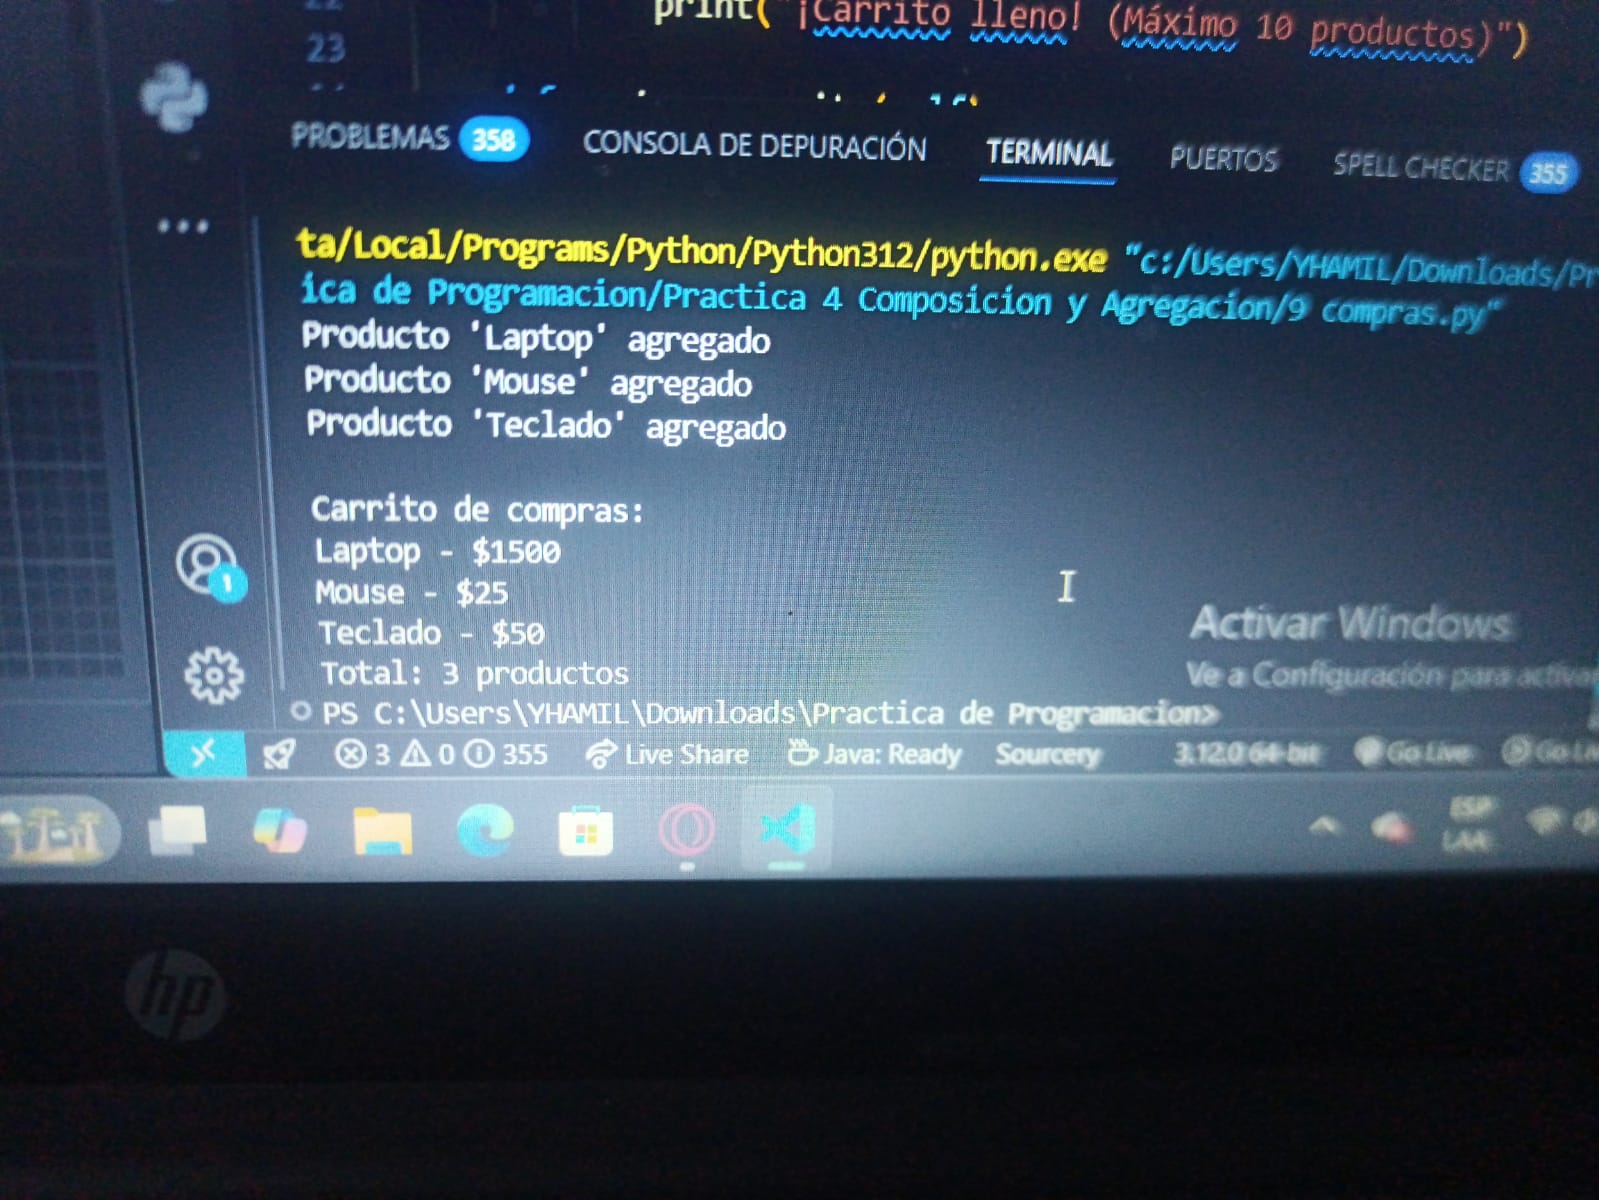 22
print("¡Carrito lleno! (Máximo 10 productos)")
23
PROBLEMAS 358 CONSOLA DE DEPURACIÓN TERMINAL PUERTOS SPELL CHECKER 355
ta/Local/Programs/Python/Python312/python.exe "c:/Users/YHAMIL/Downloads/Pr
ica de Programacion/Practica 4 Composicion y Agregacion/9 compras.py"
Producto 'Laptop' agregado
Producto 'Mouse' agregado
Producto 'Teclado' agregado
Carrito de compras:
Laptop - $1500
Mouse - $25
Teclado - $50
Total: 3 productos
PS C:\Users\YHAMIL\Downloads\Practica de Programacion>
1
Activar Windows
Ve a Configuración para activa
3 0 355 Live Share Java: Ready Sourcery 3.12.0 64-bit Go Live Go Li
ESP
LAA
hp